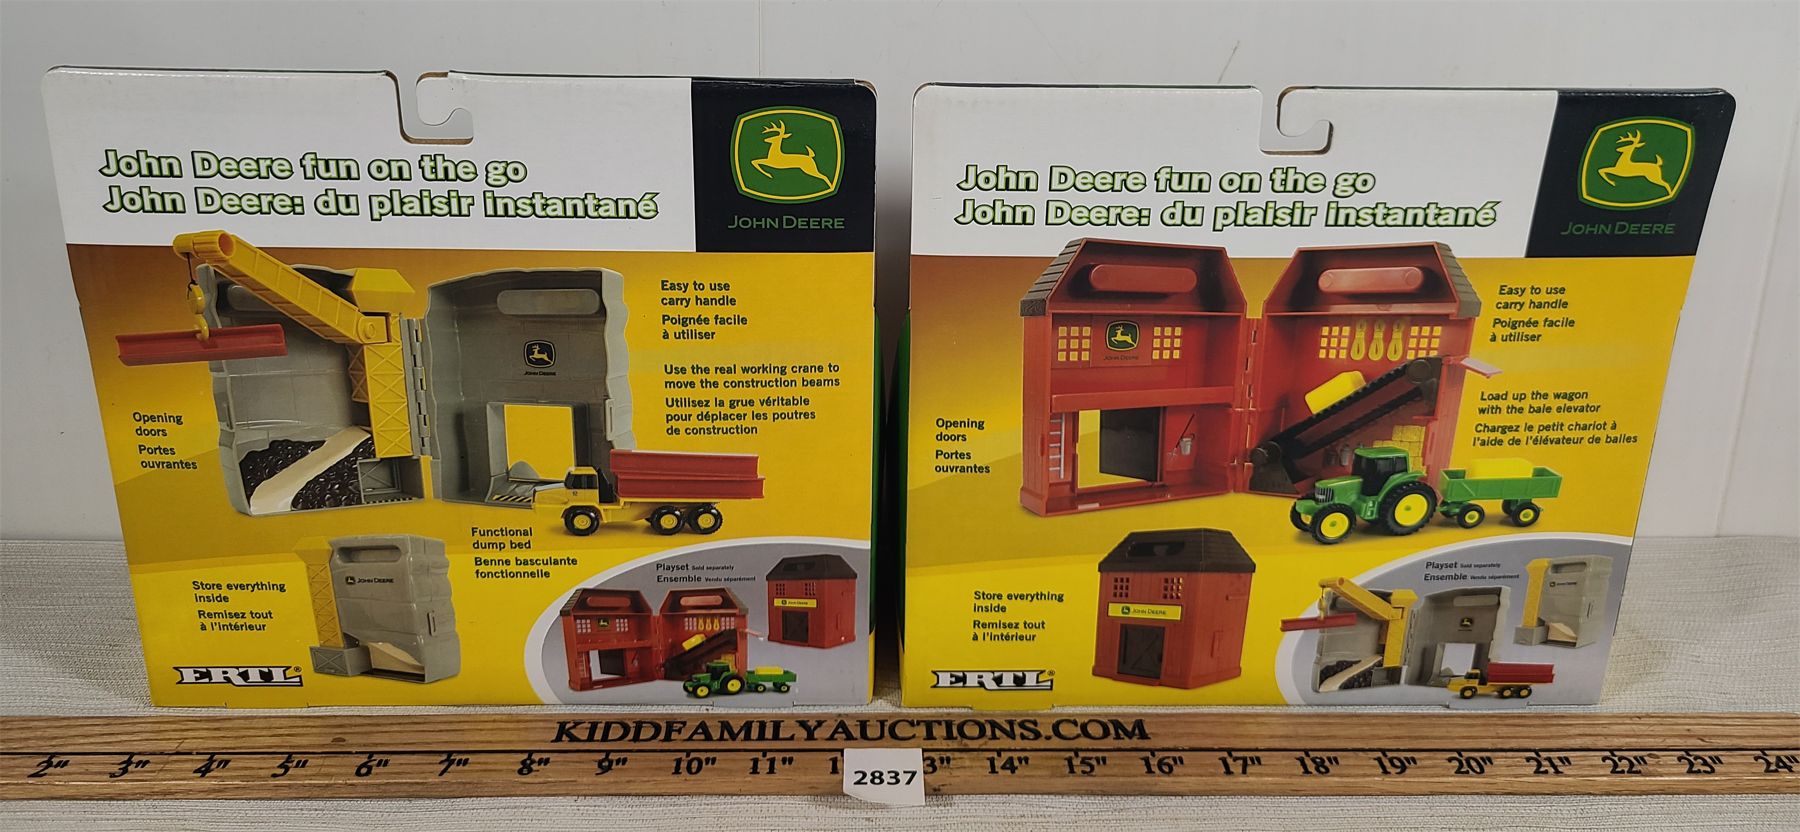 John Deere fun on the go
John Deere: du plaisir instantané
JOHN DEERE
Easy to use
carry handle
Poignée facile
à utiliser
Use the real working crane to
move the construction beams
Utilisez la grue véritable
pour déplacer les poutres
de construction
JOHN DEERE
Opening
doors
Portes
ouvrantes
Functional
dump bed
Benne basculante
fonctionnelle
Store everything
inside
Remisez tout
à l'intérieur
JOHN DEERE
Playset Sold separately
Ensemble Vendu séparément
ERTL®
John Deere fun on the go
John Deere: du plaisir instantané
JOHN DEERE
Easy to use
carry handle
Poignée facile
à utiliser
JOHN DEERE
Load up the wagon
with the bale elevator
Chargez le petit chariot à
l'aide de l'élévateur de balles
Opening
doors
Portes
ouvrantes
Store everything
inside
Remisez tout
à l'intérieur
JOHN DEERE
Playset Sold separately
Ensemble Vendu séparément
ERTL®
KIDDFAMILYAUCTIONS.COM
2" 3" 4" 5" 6" 7" 8" 9" 10" 11" 1 3" 14" 15" 16" 17" 18" 19" 20" 21" 22" 23" 24"
2837